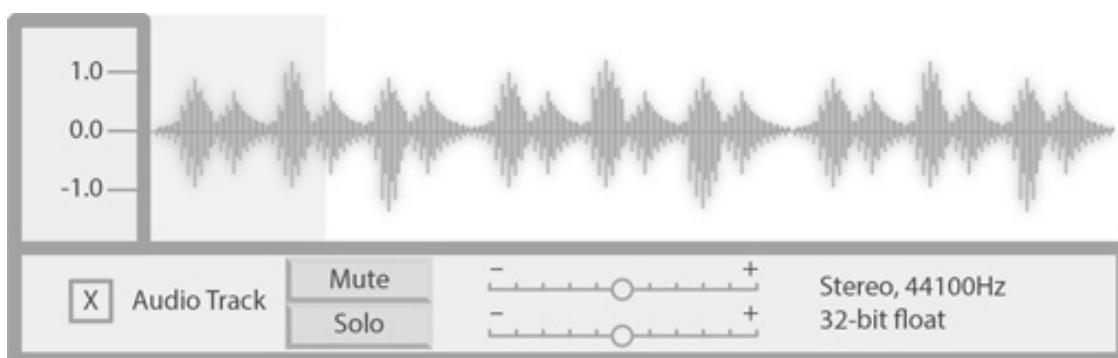 1.0
0.0
-1.0
X
Audio Track
Mute
Solo
- +
- +
Stereo, 44100Hz
32-bit float